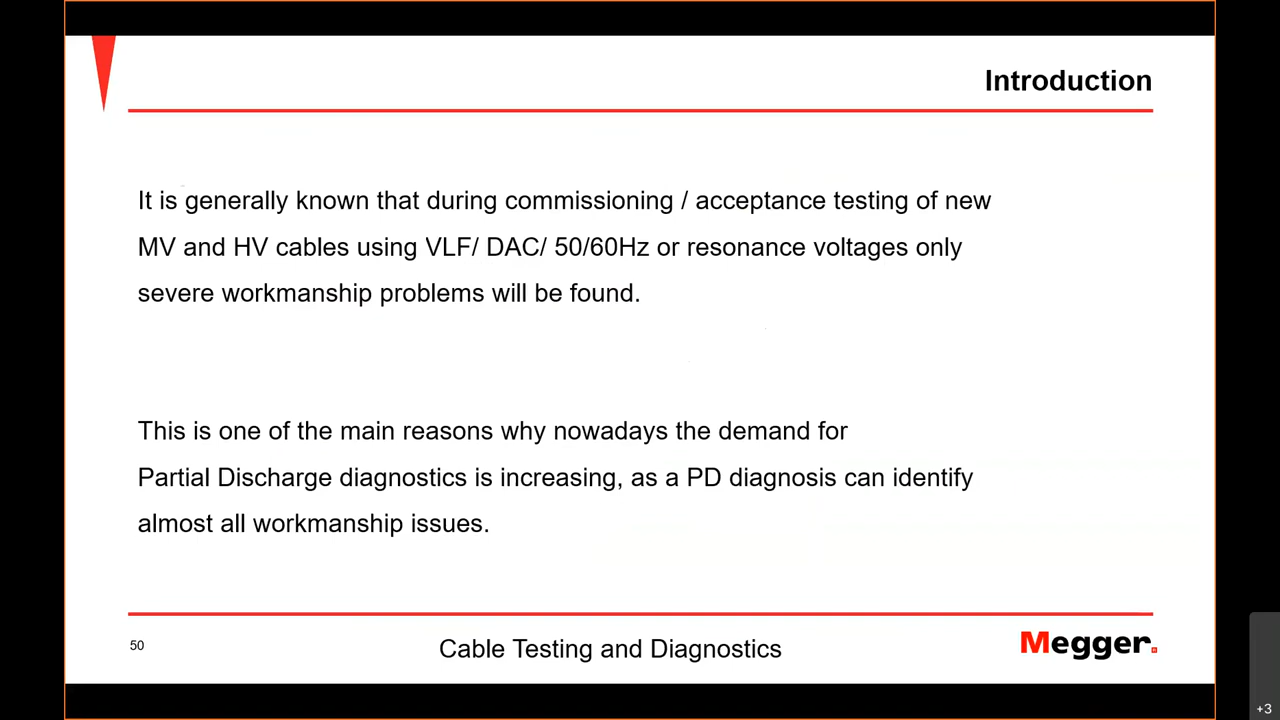 Introduction
It is generally known that during commissioning / acceptance testing of new
MV and HV cables using VLF/ DAC/ 50/60Hz or resonance voltages only
severe workmanship problems will be found.
This is one of the main reasons why nowadays the demand for
Partial Discharge diagnostics is increasing, as a PD diagnosis can identify
almost all workmanship issues.
50
Cable Testing and Diagnostics
Megger.
+3